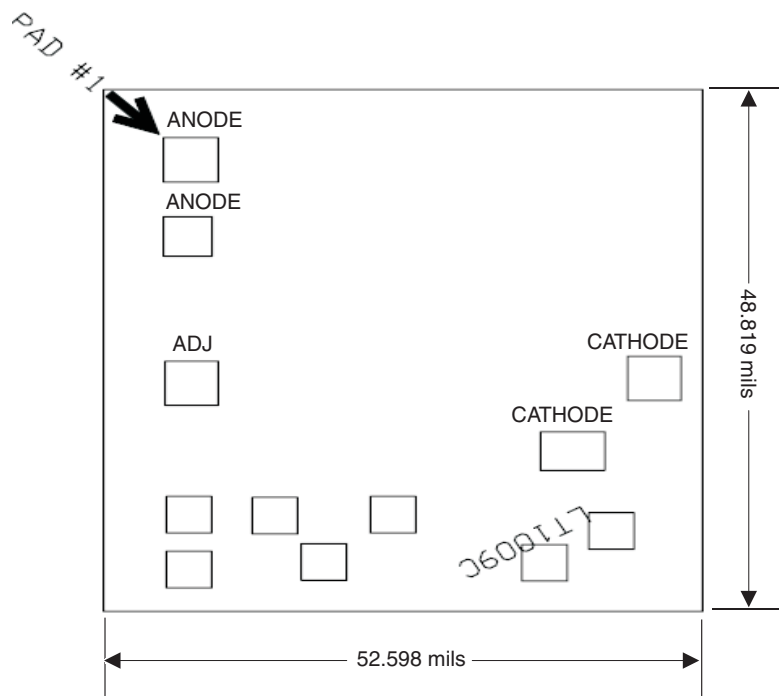 PAD #1
ANODE
ANODE
ADJ
CATHODE
CATHODE
LT1009C
48.819 mils
52.598 mils